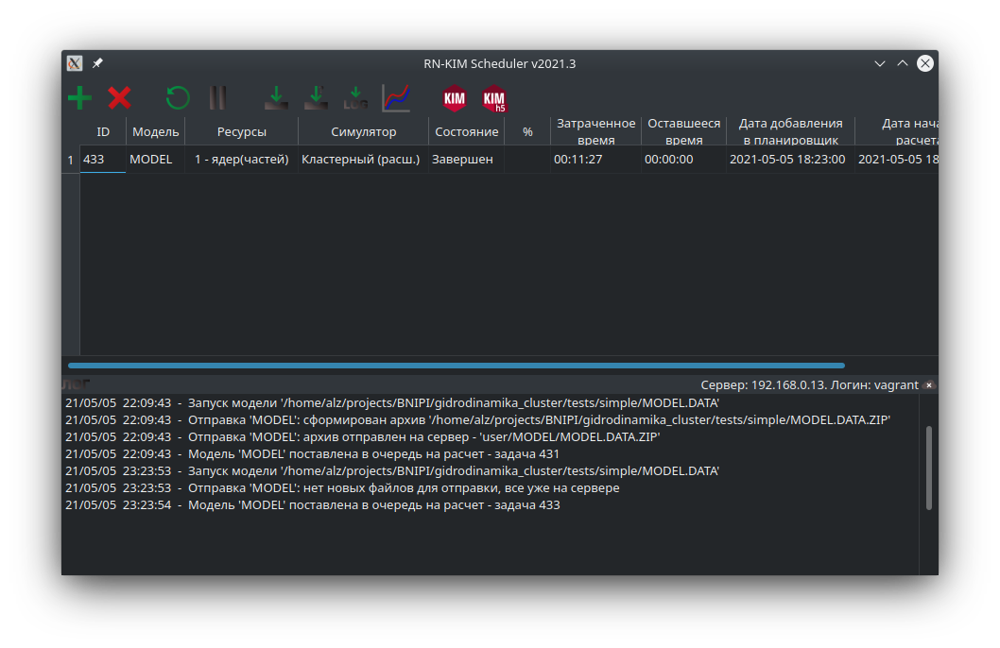 RN-KIM Scheduler v2021.3
LOG KIM KIM h5
ID Модель Ресурсы Симулятор Состояние % Затраченное время Оставшееся время Дата добавления в планировщик Дата нача расчета
1 433 MODEL 1 - ядер(частей) Кластерный (расш.) Завершен 00:11:27 00:00:00 2021-05-05 18:23:00 2021-05-05 18
Лог Сервер: 192.168.0.13. Логин: vagrant
21/05/05 22:09:43 - Запуск модели '/home/alz/projects/BNIPI/gidrodinamika_cluster/tests/simple/MODEL.DATA'
21/05/05 22:09:43 - Отправка 'MODEL': сформирован архив '/home/alz/projects/BNIPI/gidrodinamika_cluster/tests/simple/MODEL.DATA.ZIP'
21/05/05 22:09:43 - Отправка 'MODEL': архив отправлен на сервер - 'user/MODEL/MODEL.DATA.ZIP'
21/05/05 22:09:43 - Модель 'MODEL' поставлена в очередь на расчет - задача 431
21/05/05 23:23:53 - Запуск модели '/home/alz/projects/BNIPI/gidrodinamika_cluster/tests/simple/MODEL.DATA'
21/05/05 23:23:53 - Отправка 'MODEL': нет новых файлов для отправки, все уже на сервере
21/05/05 23:23:54 - Модель 'MODEL' поставлена в очередь на расчет - задача 433